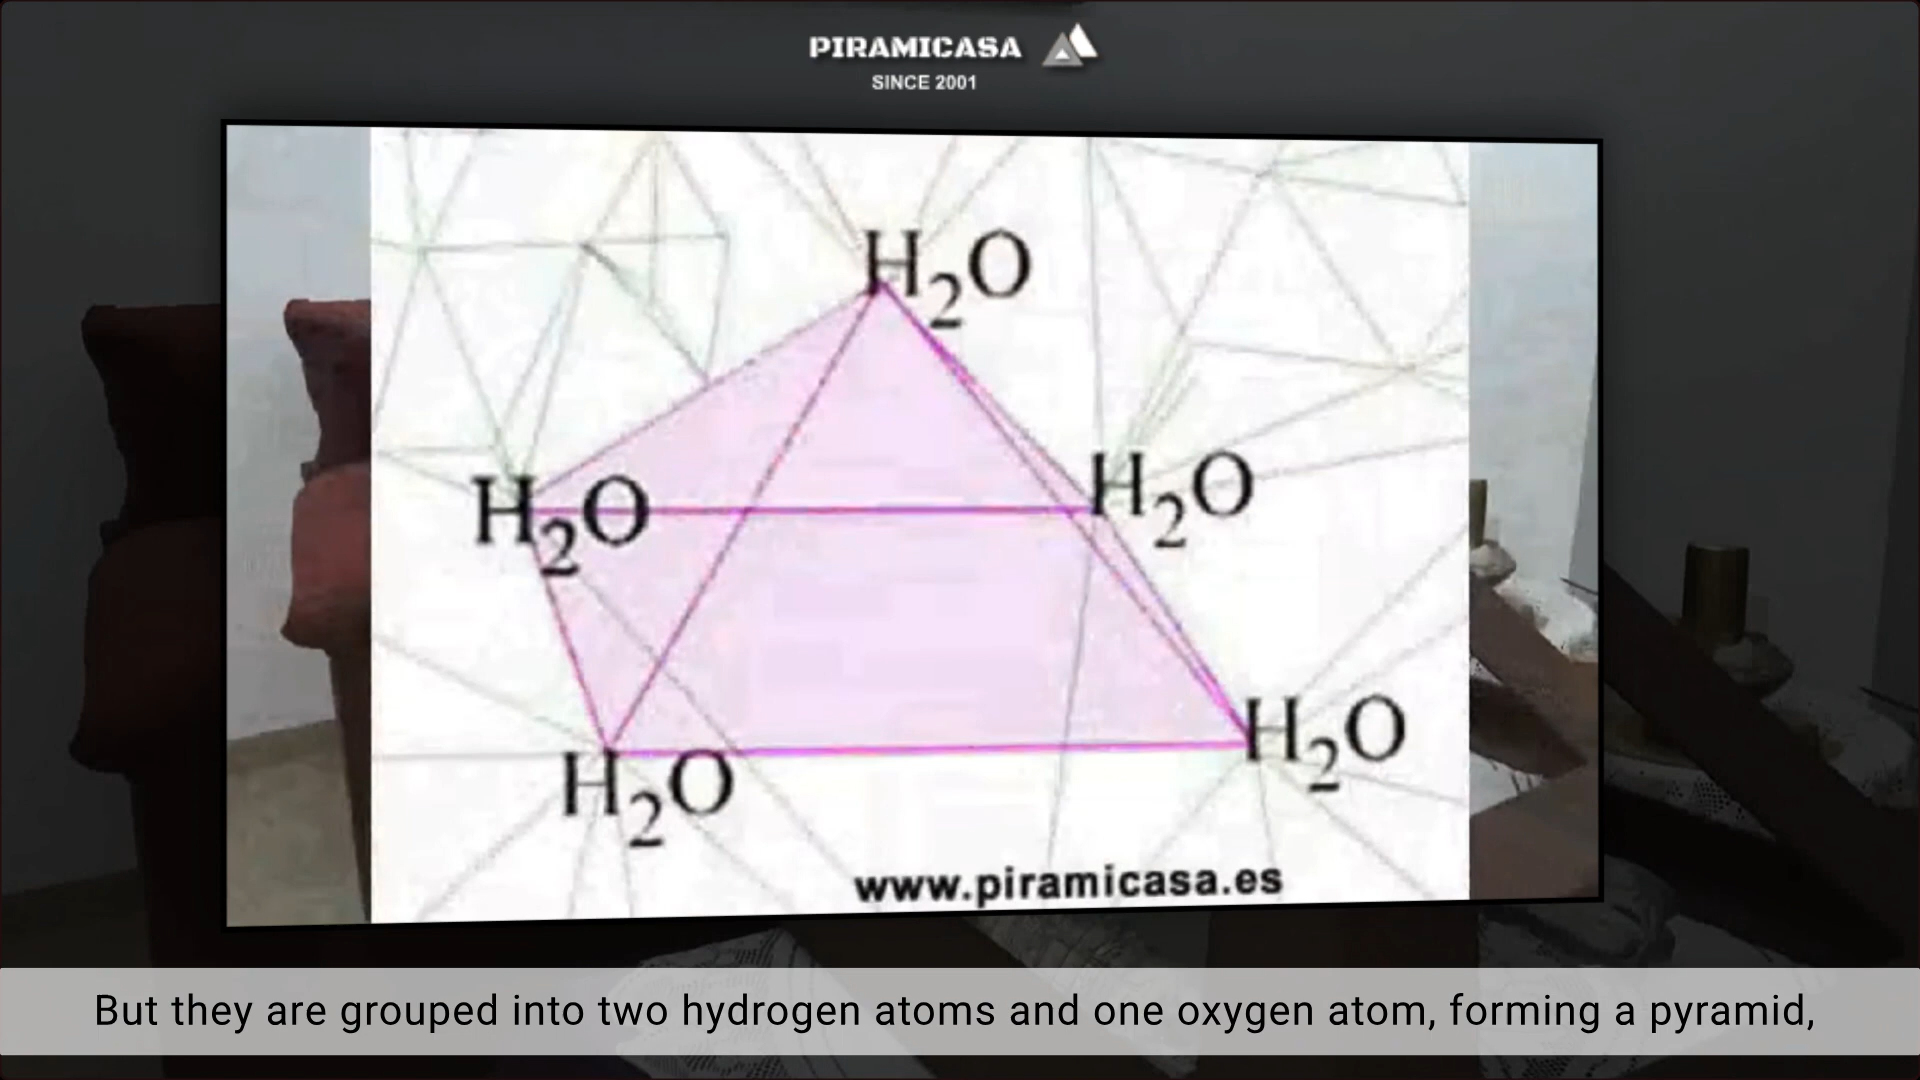 PIRAMICASA
SINCE 2001
H2O
H2O
H2O
H2O
H2O
www.piramicasa.es
But they are grouped into two hydrogen atoms and one oxygen atom, forming a pyramid,